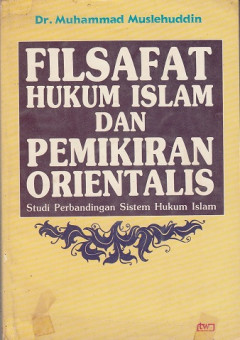 Dr. Muhammad Muslehuddin
FILSAFAT
HUKUM ISLAM
DAN
PEMIKIRAN
ORIENTALIS
Studi Perbandingan Sistem Hukum Islam